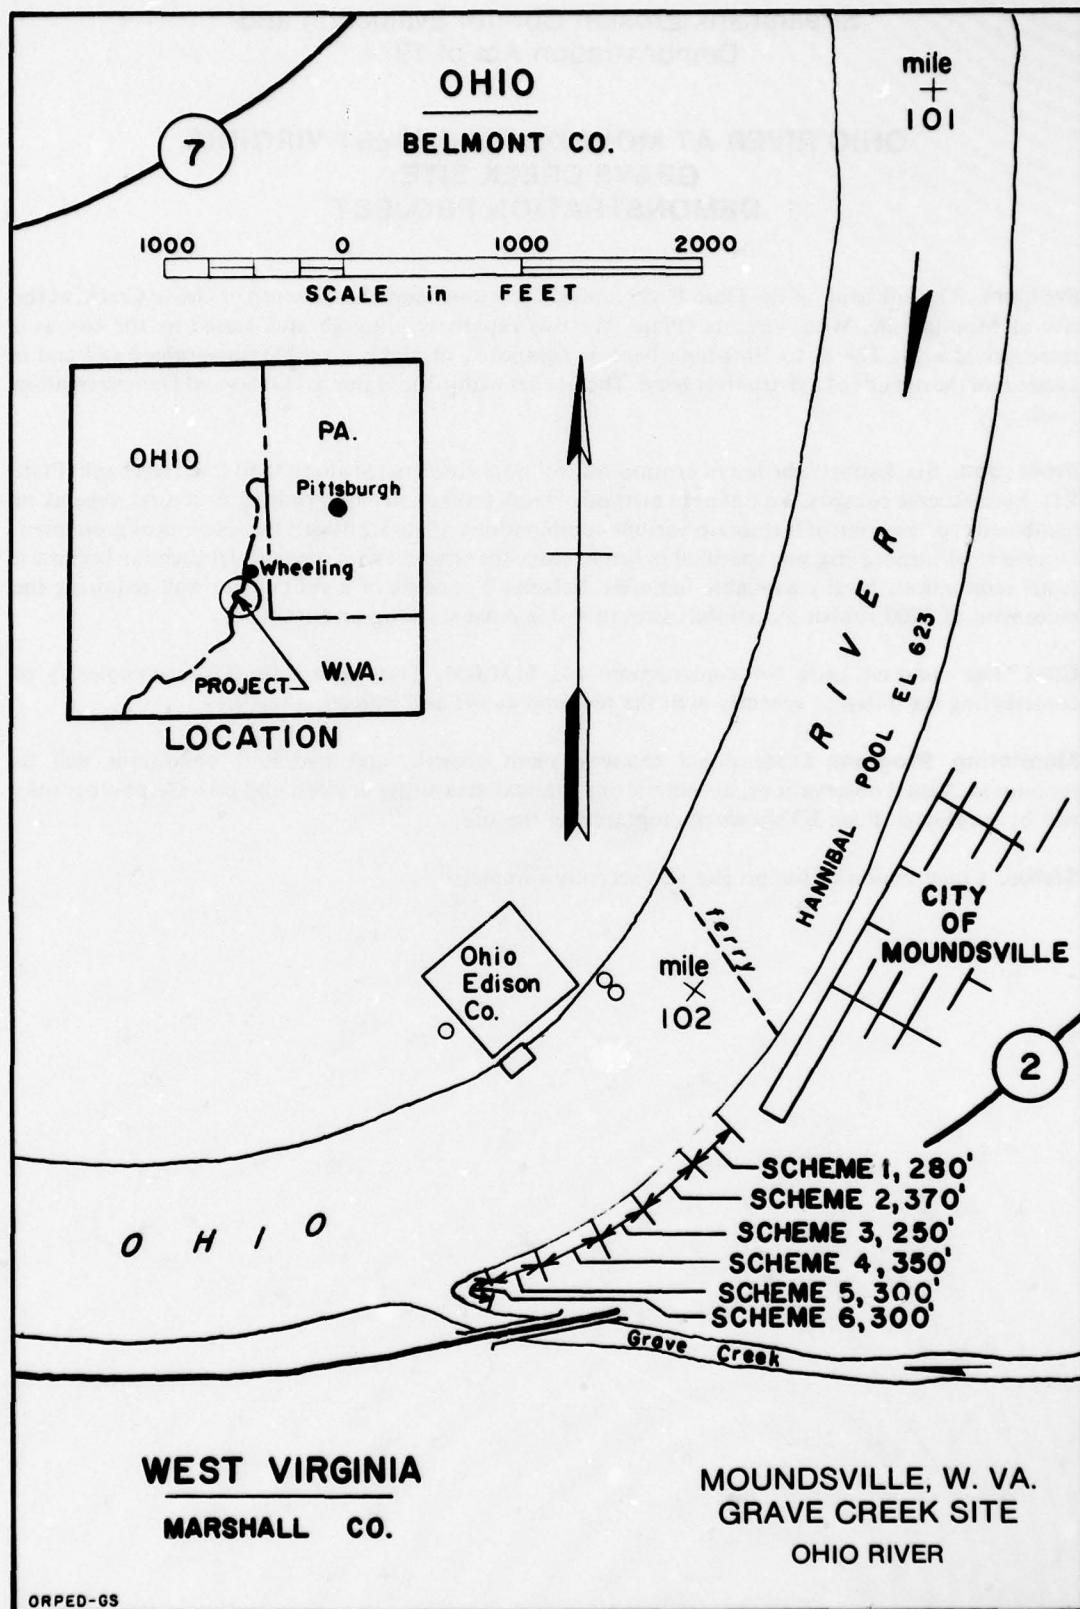 OHIO
BELMONT CO.
mile
101
7
1000 0 1000 2000
SCALE in FEET
OHIO
PA.
Pittsburgh
Wheeling
PROJECT
W.VA.
LOCATION
RIVER
HANNIBAL POOL EL 623
CITY
OF
MOUNDSVILLE
ferry
Ohio
Edison
Co.
mile
102
2
SCHEME 1, 280'
SCHEME 2, 370'
SCHEME 3, 250'
SCHEME 4, 350'
SCHEME 5, 300'
SCHEME 6, 300'
OHIO
Grave Creek
WEST VIRGINIA
MARSHALL CO.
MOUNDSVILLE, W. VA.
GRAVE CREEK SITE
OHIO RIVER
ORPED-GS